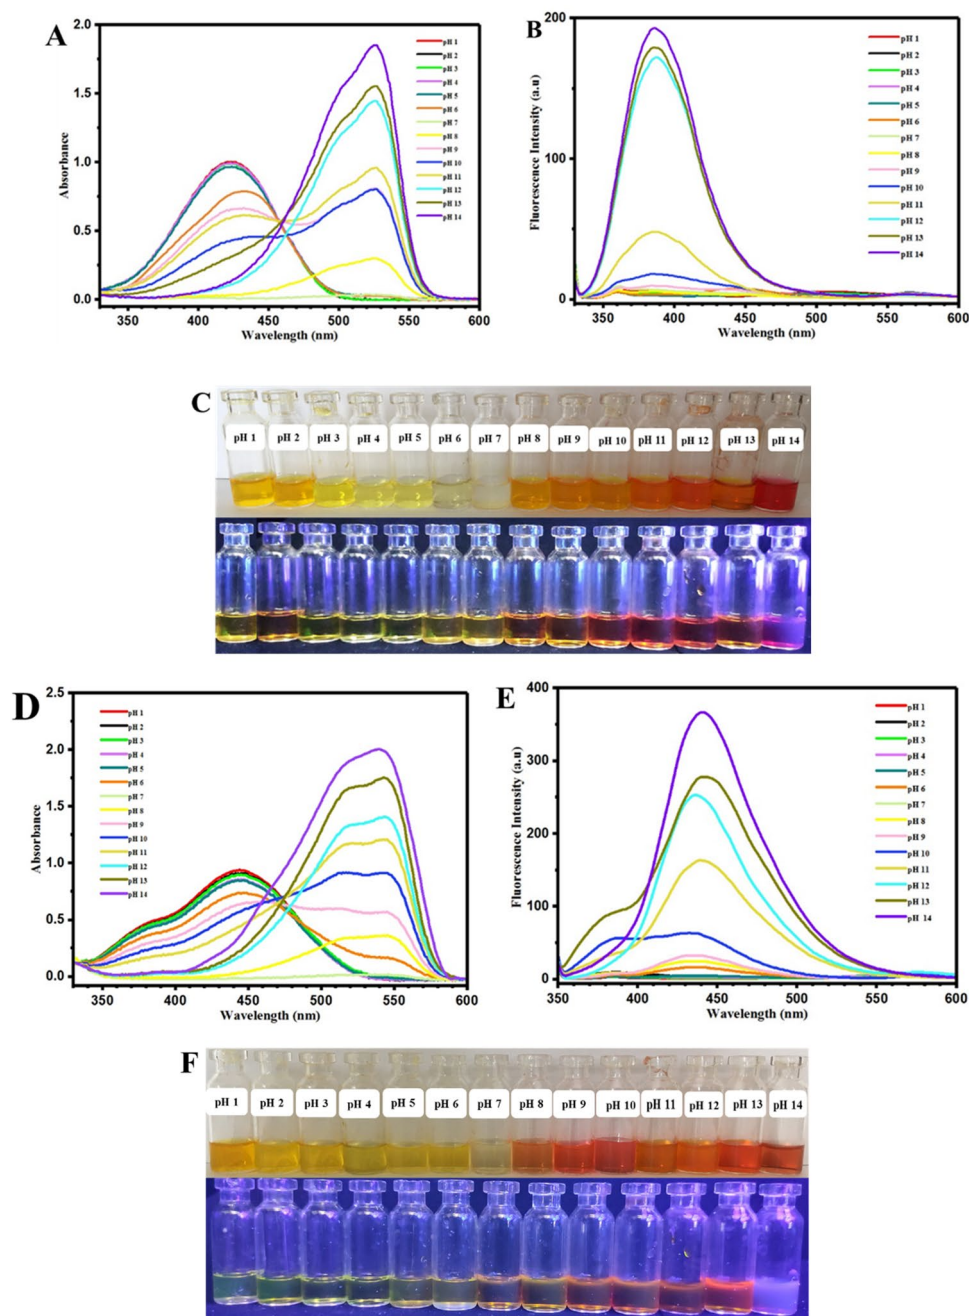 A
2.0
1.5
1.0
0.5
0.0
Absorbance
350 400 450 500 550 600
Wavelength (nm)
pH 1
pH 2
pH 3
pH 4
pH 5
pH 6
pH 7
pH 8
pH 9
pH 10
pH 11
pH 12
pH 13
pH 14
B
200
100
0
Fluorescence Intensity (a.u)
350 400 450 500 550 600
Wavelength (nm)
pH 1
pH 2
pH 3
pH 4
pH 5
pH 6
pH 7
pH 8
pH 9
pH 10
pH 11
pH 12
pH 13
pH 14
C
pH 1 pH 2 pH 3 pH 4 pH 5 pH 6 pH 7 pH 8 pH 9 pH 10 pH 11 pH 12 pH 13 pH 14
D
2.5
2.0
1.5
1.0
0.5
0.0
Absorbance
350 400 450 500 550 600
Wavelength (nm)
pH 1
pH 2
pH 3
pH 4
pH 5
pH 6
pH 7
pH 8
pH 9
pH 10
pH 11
pH 12
pH 13
pH 14
E
400
300
200
100
0
Fluorescence Intensity (a.u)
350 400 450 500 550 600
Wavelength (nm)
pH 1
pH 2
pH 3
pH 4
pH 5
pH 6
pH 7
pH 8
pH 9
pH 10
pH 11
pH 12
pH 13
pH 14
F
pH 1 pH 2 pH 3 pH 4 pH 5 pH 6 pH 7 pH 8 pH 9 pH 10 pH 11 pH 12 pH 13 pH 14